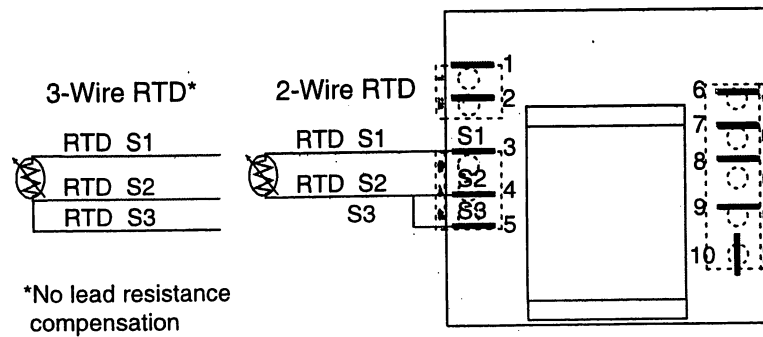 3-Wire RTD*
2-Wire RTD
RTD S1
RTD S2
RTD S3
RTD S1
RTD S2
S3
S1
S2
S3
1
2
3
4
5
6
7
8
9
10
*No lead resistance
compensation